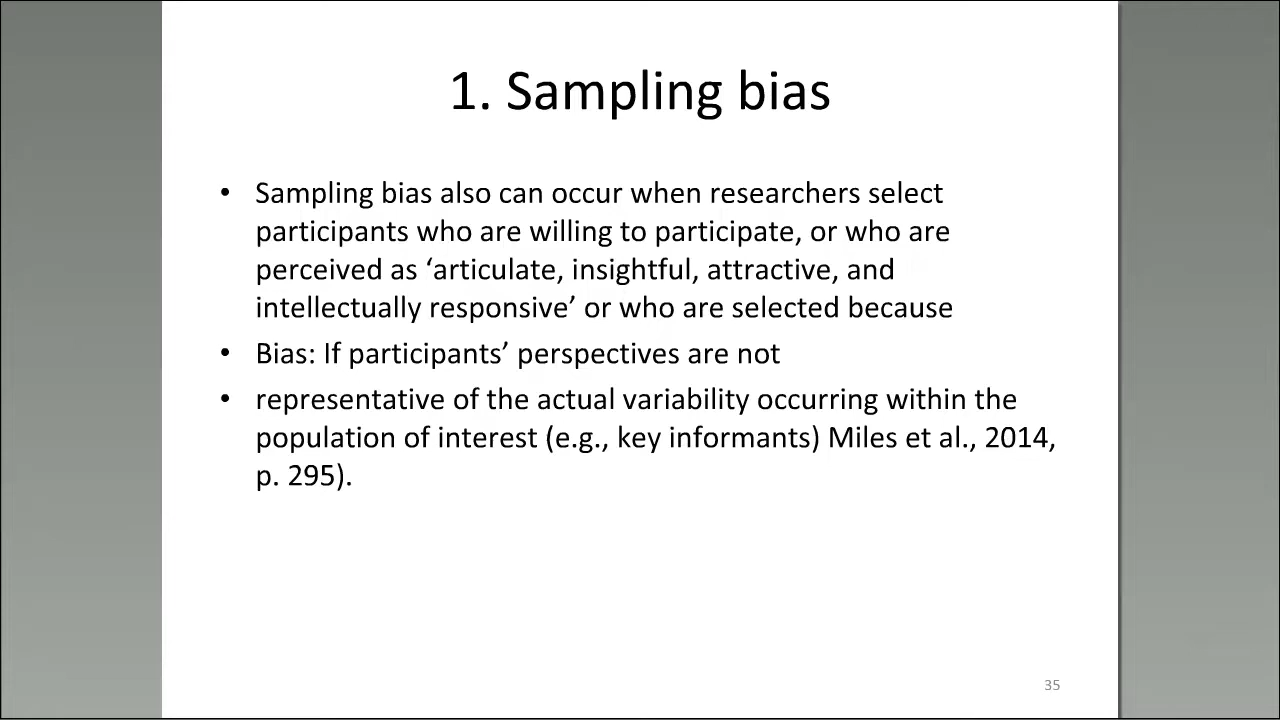 1. Sampling bias
• Sampling bias also can occur when researchers select
participants who are willing to participate, or who are
perceived as ‘articulate, insightful, attractive, and
intellectually responsive’ or who are selected because
• Bias: If participants’ perspectives are not
• representative of the actual variability occurring within the
population of interest (e.g., key informants) Miles et al., 2014,
p. 295).
35